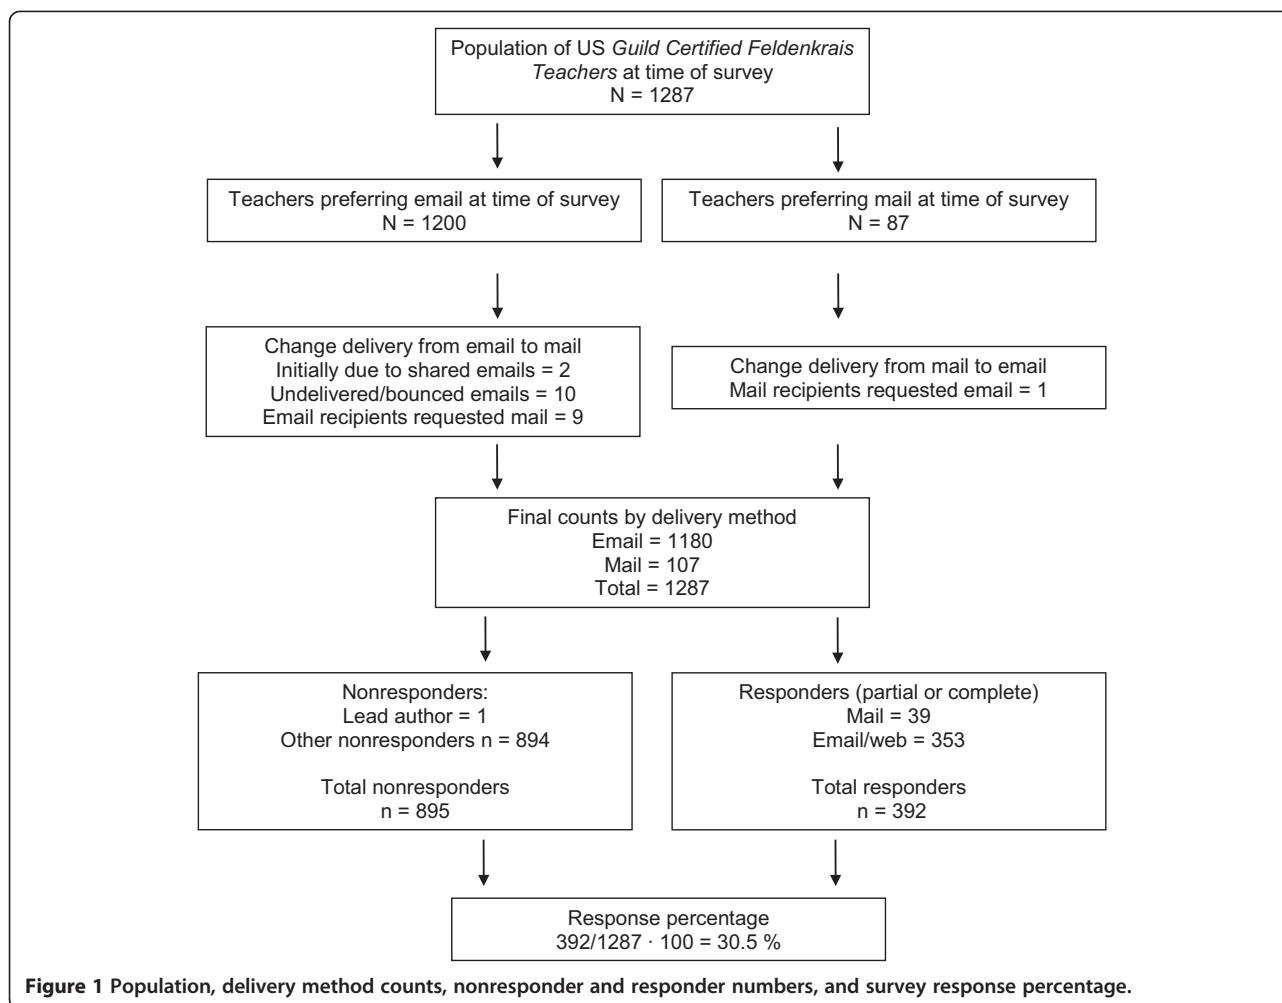 Population of US Guild Certified Feldenkrais
Teachers at time of survey
N = 1287
Teachers preferring email at time of survey
N = 1200
Teachers preferring mail at time of survey
N = 87
Change delivery from email to mail
Initially due to shared emails = 2
Undelivered/bounced emails = 10
Email recipients requested mail = 9
Change delivery from mail to email
Mail recipients requested email = 1
Final counts by delivery method
Email = 1180
Mail = 107
Total = 1287
Nonresponders:
Lead author = 1
Other nonresponders n = 894
Total nonresponders
n = 895
Responders (partial or complete)
Mail = 39
Email/web = 353
Total responders
n = 392
Response percentage
392/1287 · 100 = 30.5 %
Figure 1 Population, delivery method counts, nonresponder and responder numbers, and survey response percentage.